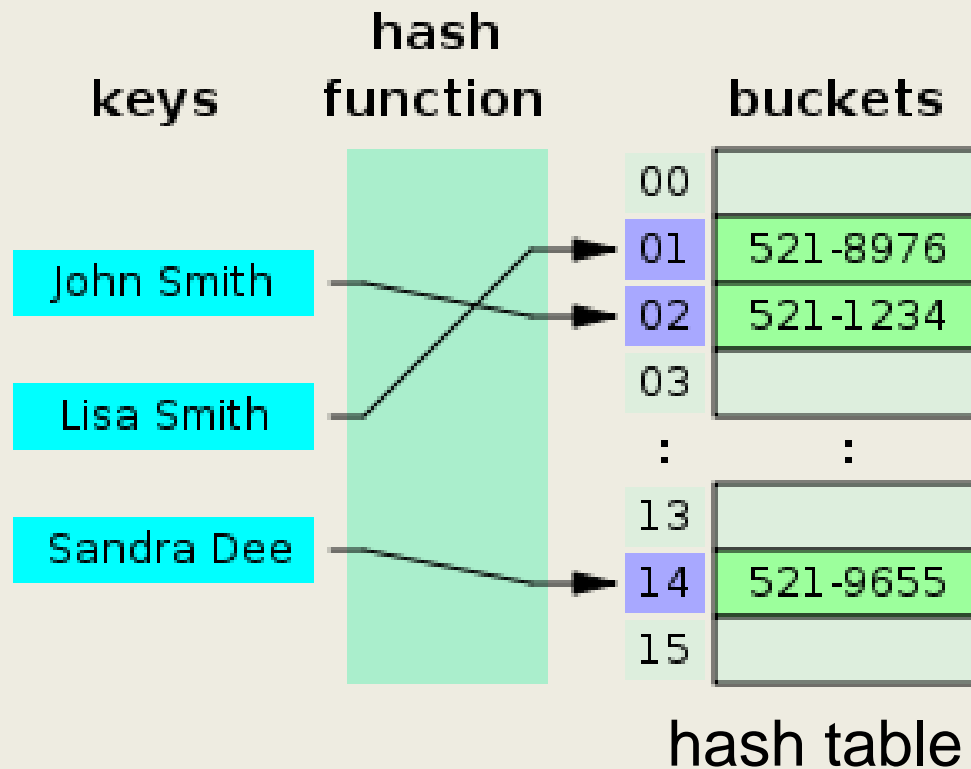 hash
keys function buckets
00
01 521-8976
John Smith
02 521-1234
03
Lisa Smith
: :
13
Sandra Dee
14 521-9655
15
hash table